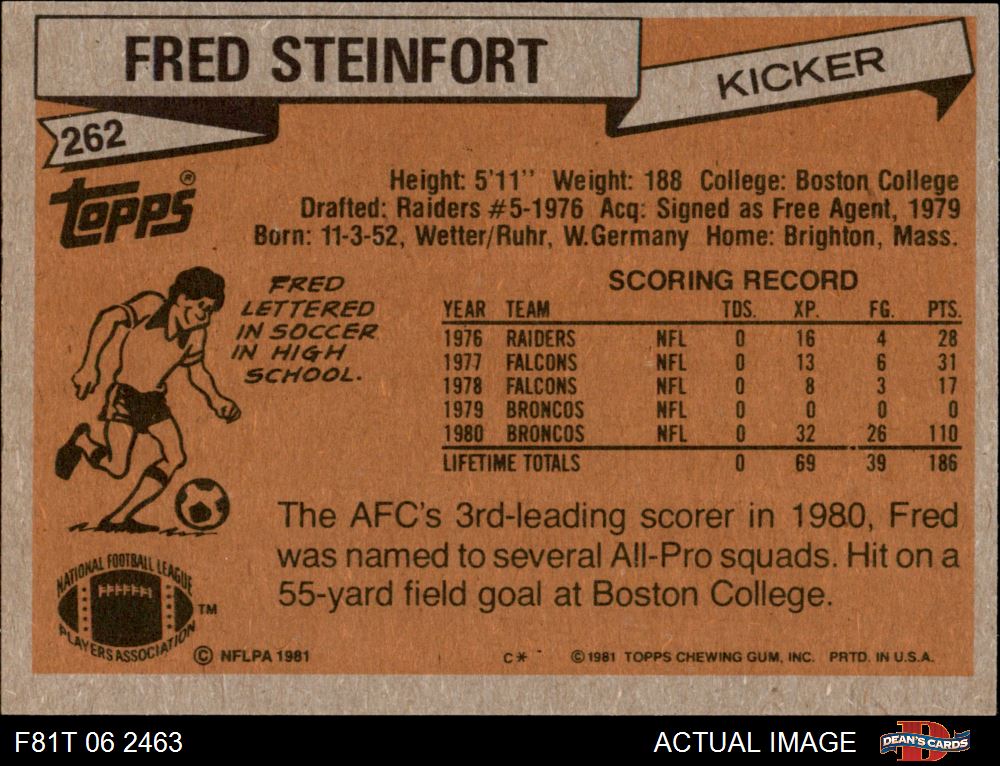 FRED STEINFORT
KICKER
262
TOPPS®
Height: 5'11" Weight: 188 College: Boston College
Drafted: Raiders #5-1976 Acq: Signed as Free Agent, 1979
Born: 11-3-52, Wetter/Ruhr, W.Germany Home: Brighton, Mass.
FRED
LETTERED
IN SOCCER
IN HIGH
SCHOOL.
SCORING RECORD
YEAR TEAM TDS. XP. FG. PTS.
1976 RAIDERS NFL 0 16 4 28
1977 FALCONS NFL 0 13 6 31
1978 FALCONS NFL 0 8 3 17
1979 BRONCOS NFL 0 0 0 0
1980 BRONCOS NFL 0 32 26 110
LIFETIME TOTALS 0 69 39 186
The AFC's 3rd-leading scorer in 1980, Fred
was named to several All-Pro squads. Hit on a
55-yard field goal at Boston College.
NATIONAL FOOTBALL LEAGUE
PLAYERS ASSOCIATION
TM
© NFLPA 1981
C*
© 1981 TOPPS CHEWING GUM, INC. PRTD. IN U.S.A.
F81T 06 2463
ACTUAL IMAGE
D
DEAN'S CARDS